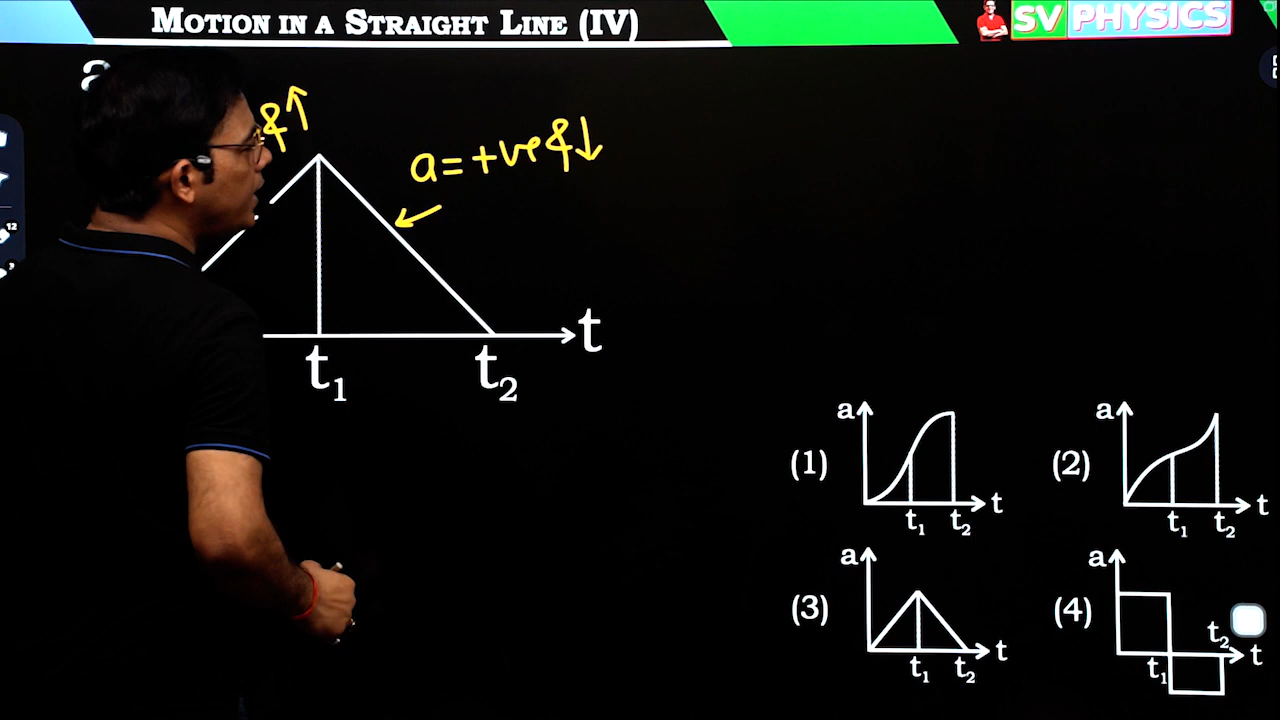 MOTION IN A STRAIGHT LINE (IV)
SV PHYSICS
a
& ↑
a = +ve & ↓
t
t₁ t₂
(1) a t t₁ t₂
(2) a t t₁ t₂
(3) a t t₁ t₂
(4) a t t₁ t₂
12